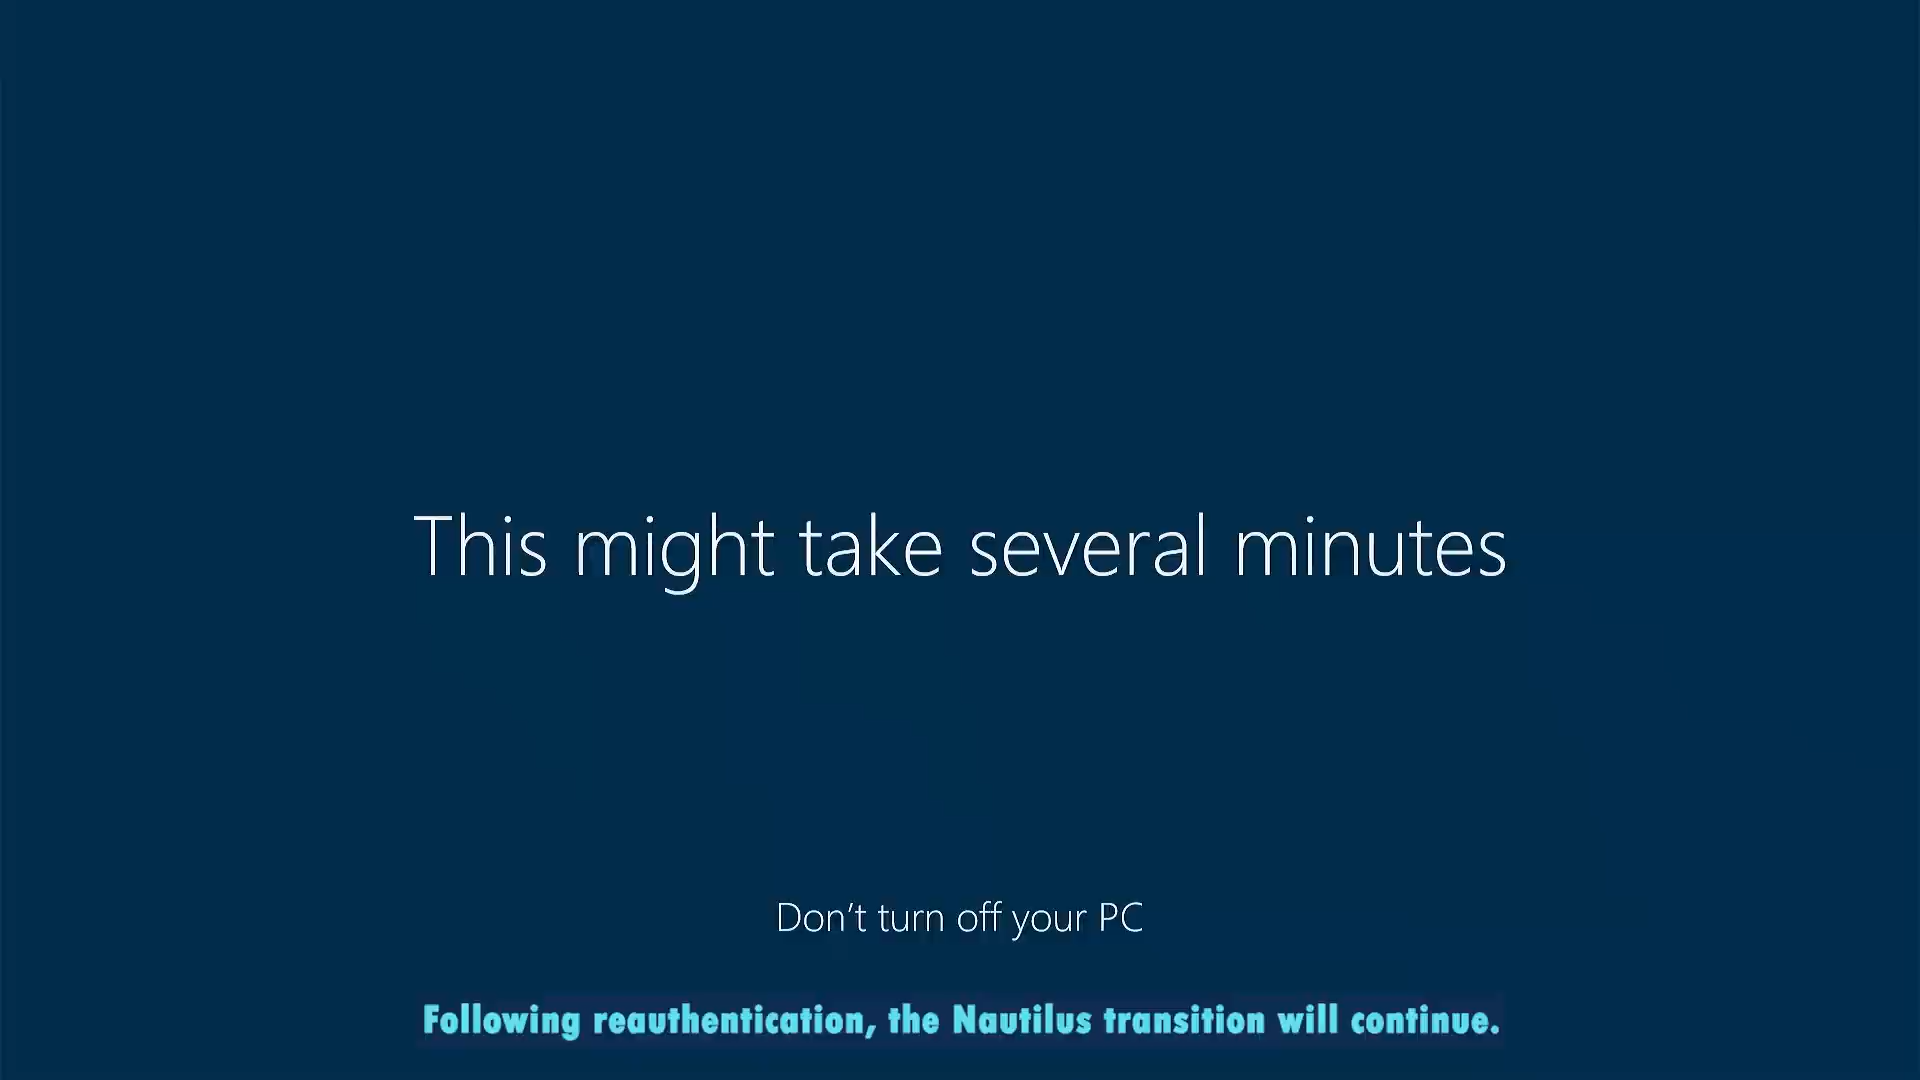 This might take several minutes
Don’t turn off your PC
Following reauthentication, the Nautilus transition will continue.